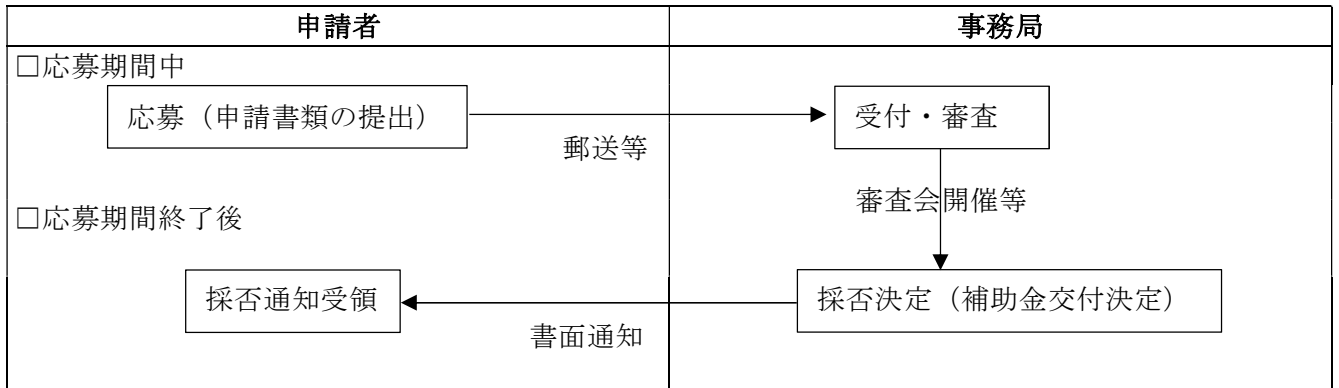 申請者
事務局
□応募期間中
応募（申請書類の提出）
受付・審査
郵送等
審査会開催等
□応募期間終了後
採否通知受領
採否決定（補助金交付決定）
書面通知